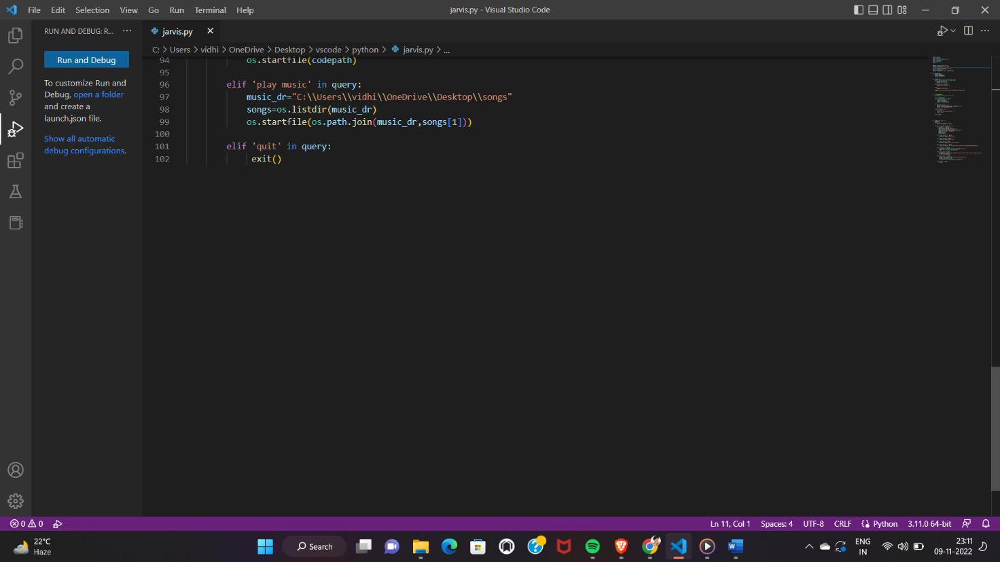 File Edit Selection View Go Run Terminal Help
jarvis.py - Visual Studio Code
RUN AND DEBUG: R...
jarvis.py
C: > Users > vidhi > OneDrive > Desktop > vscode > python > jarvis.py > ...
Run and Debug
To customize Run and
Debug, open a folder
and create a
launch.json file.
Show all automatic
debug configurations.
94 os.startfile(codepath)
95
96 elif 'play music' in query:
97 music_dr="C:\\Users\\vidhi\\OneDrive\\Desktop\\songs"
98 songs=os.listdir(music_dr)
99 os.startfile(os.path.join(music_dr,songs[1]))
100
101 elif 'quit' in query:
102 exit()
0 0
Ln 11, Col 1 Spaces: 4 UTF-8 CRLF Python 3.11.0 64-bit
22°C
Haze
Search
ENG
IN
23:11
09-11-2022